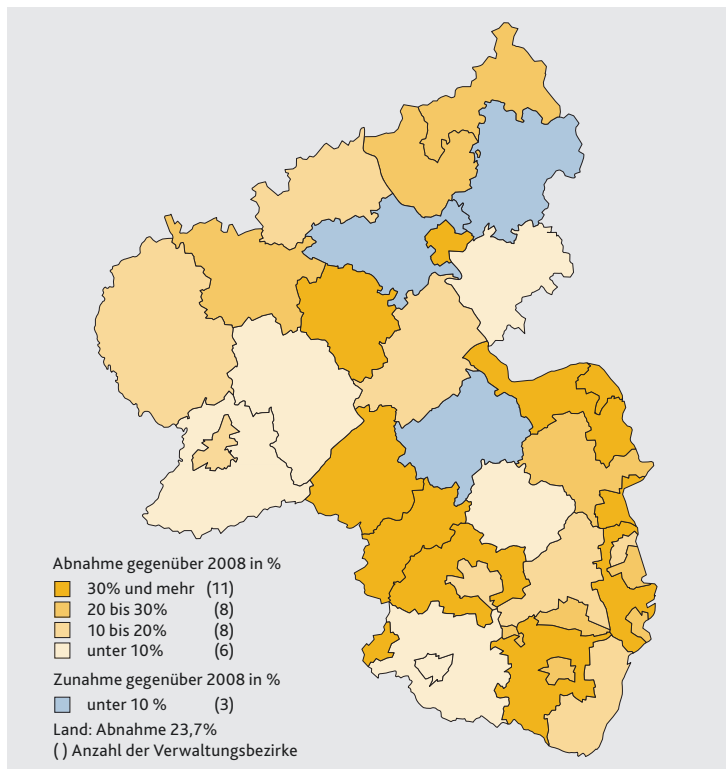 Abnahme gegenüber 2008 in %
30% und mehr (11)
20 bis 30% (8)
10 bis 20% (8)
unter 10% (6)
Zunahme gegenüber 2008 in %
unter 10 % (3)
Land: Abnahme 23,7%
( ) Anzahl der Verwaltungsbezirke